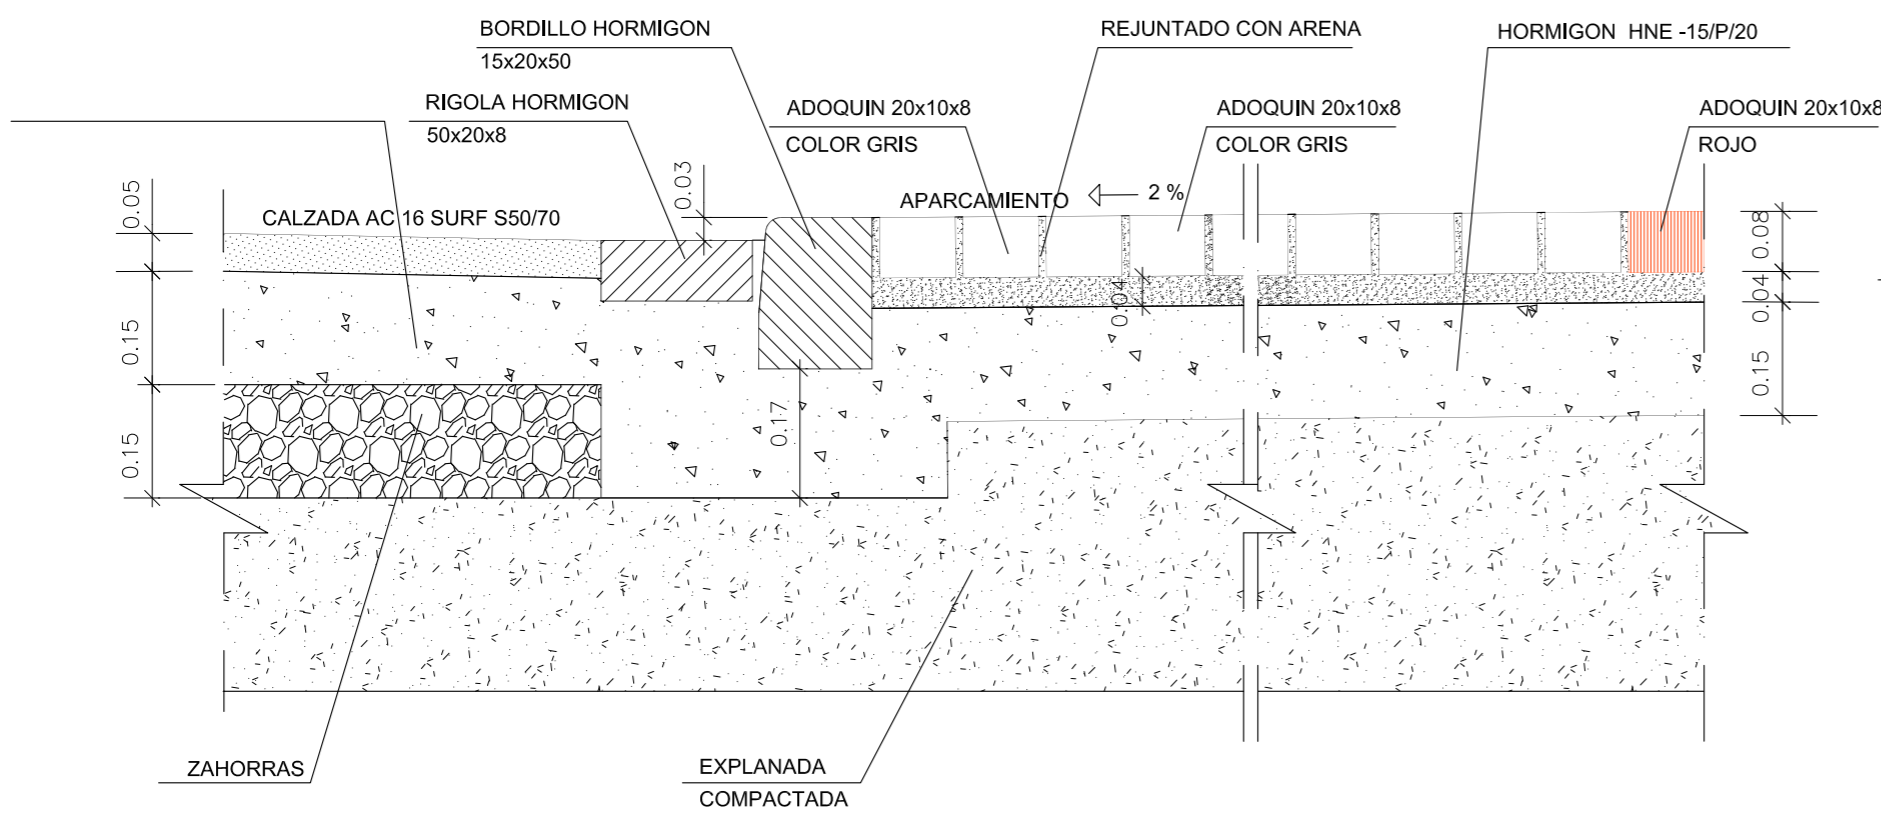 BORDILLO HORMIGON
15x20x50
REJUNTADO CON ARENA
HORMIGON HNE -15/P/20
RIGOLA HORMIGON
50x20x8
ADOQUIN 20x10x8
COLOR GRIS
ADOQUIN 20x10x8
COLOR GRIS
ADOQUIN 20x10x8
ROJO
0.05
0.03
CALZADA AC 16 SURF S50/70
APARCAMIENTO
2 %
0.08
0.04
0.04
0.15
0.15
0.17
0.15
ZAHORRAS
EXPLANADA
COMPACTADA